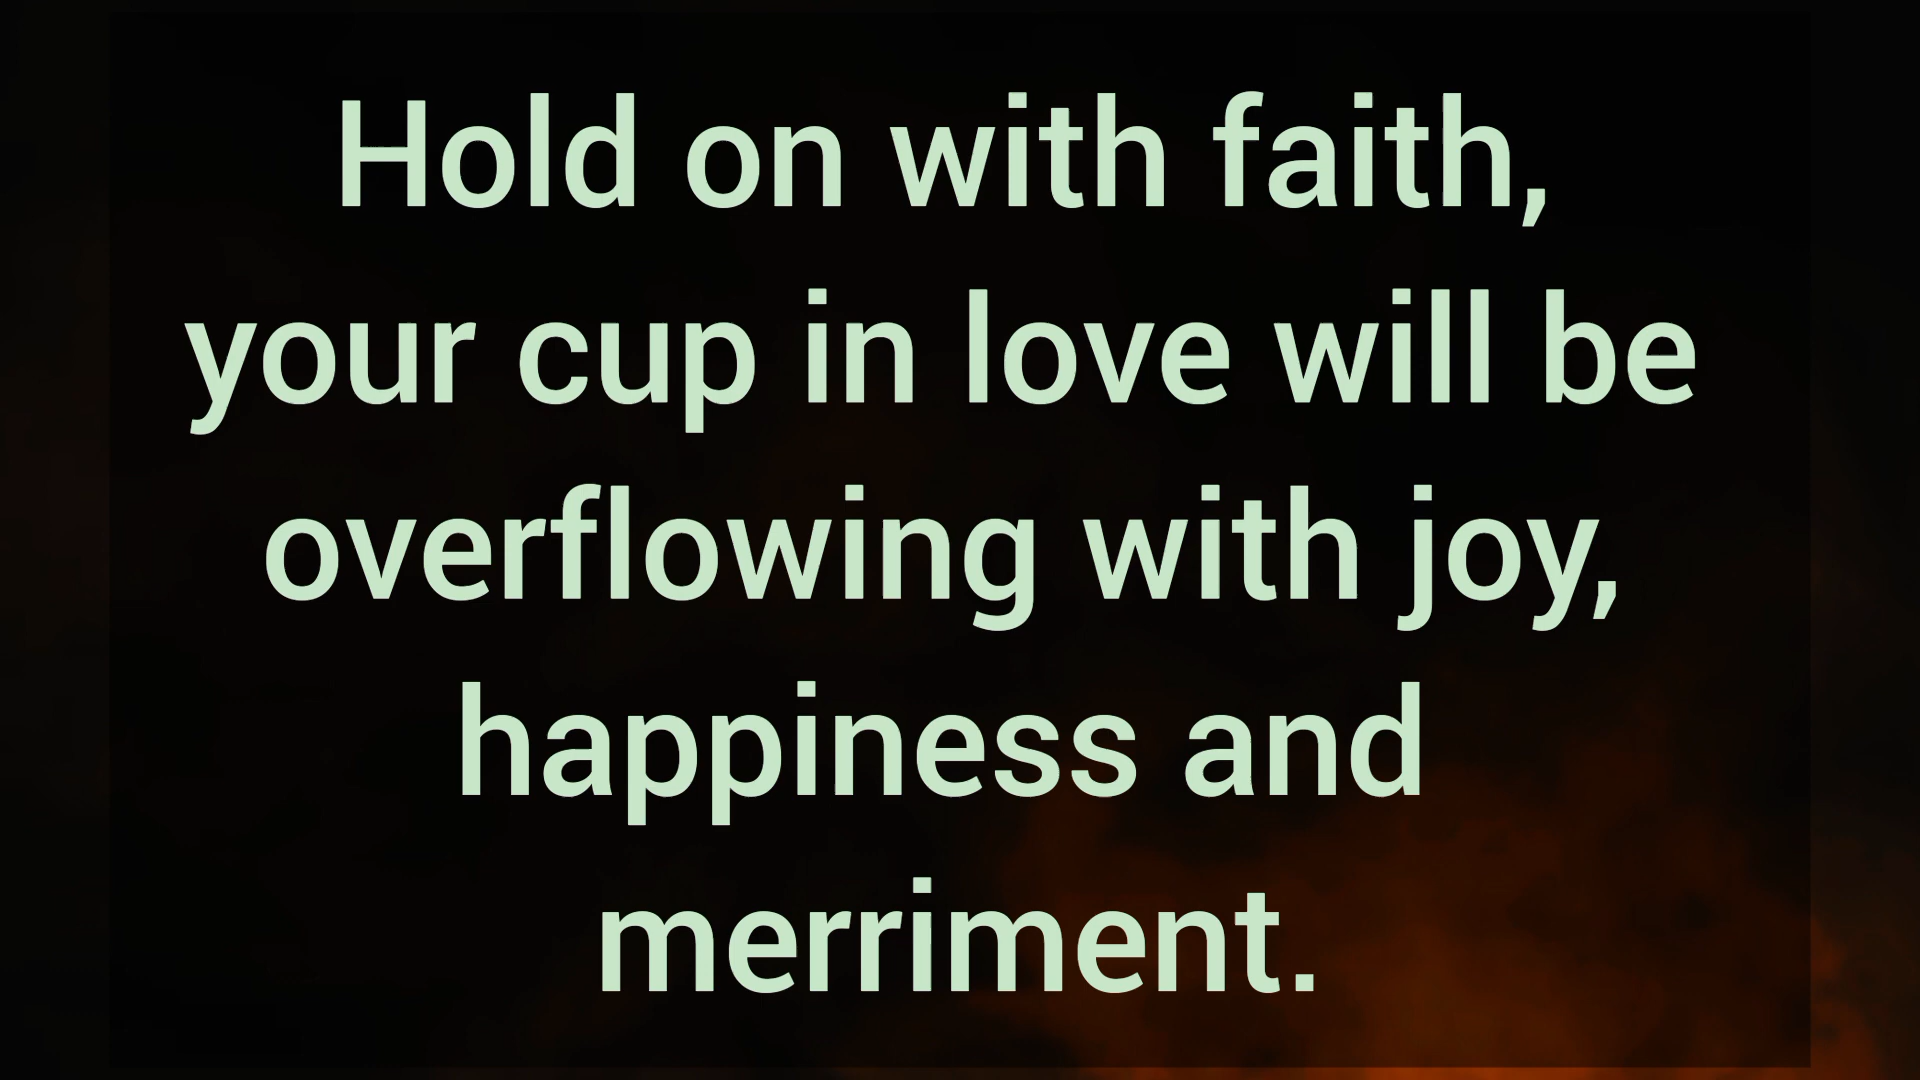 Hold on with faith,
your cup in love will be
overflowing with joy,
happiness and
merriment.